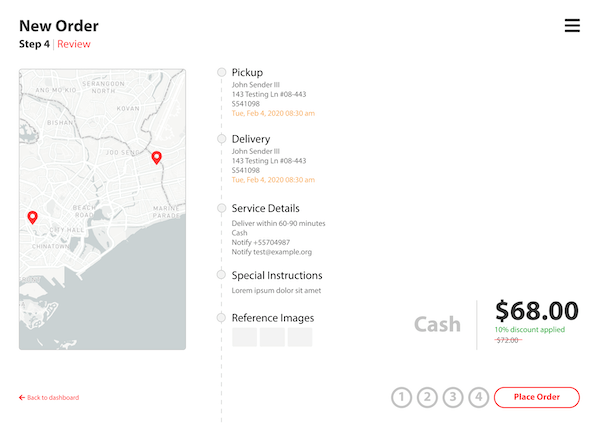 New Order
Step 4 | Review
SERANGOON
NORTH
AND MO KIO
KOVAN
BISHAN
JOO SENG
BEACH
ROAD
MARINE
PARADE
CITY HALL
CHINATOWN
Pickup
John Sender III
143 Testing Ln #08-443
S541098
Tue, Feb 4, 2020 08:30 am
Delivery
John Sender III
143 Testing Ln #08-443
S541098
Tue, Feb 4, 2020 08:30 am
Service Details
Deliver within 60-90 minutes
Cash
Notify +55704987
Notify test@example.org
Special Instructions
Lorem ipsum dolor sit amet
Reference Images
Cash
$68.00
10% discount applied
$72.00
Back to dashboard
1 2 3 4 Place Order